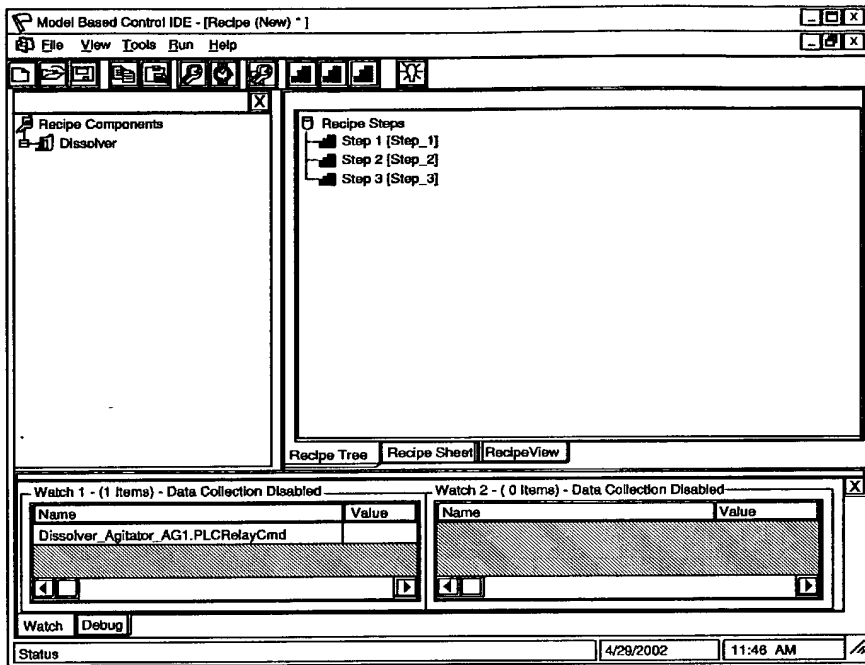 Model Based Control IDE - [Recipe (New) * ]
File View Tools Run Help
Recipe Components
Dissolver
Recipe Steps
Step 1 [Step_1]
Step 2 [Step_2]
Step 3 [Step_3]
Recipe Tree Recipe Sheet RecipeView
Watch 1 - (1 Items) - Data Collection Disabled
Name Value
Dissolver_Agitator_AG1.PLCRelayCmd
Watch 2 - ( 0 Items) - Data Collection Disabled
Name Value
Watch Debug
Status 4/29/2002 11:46 AM